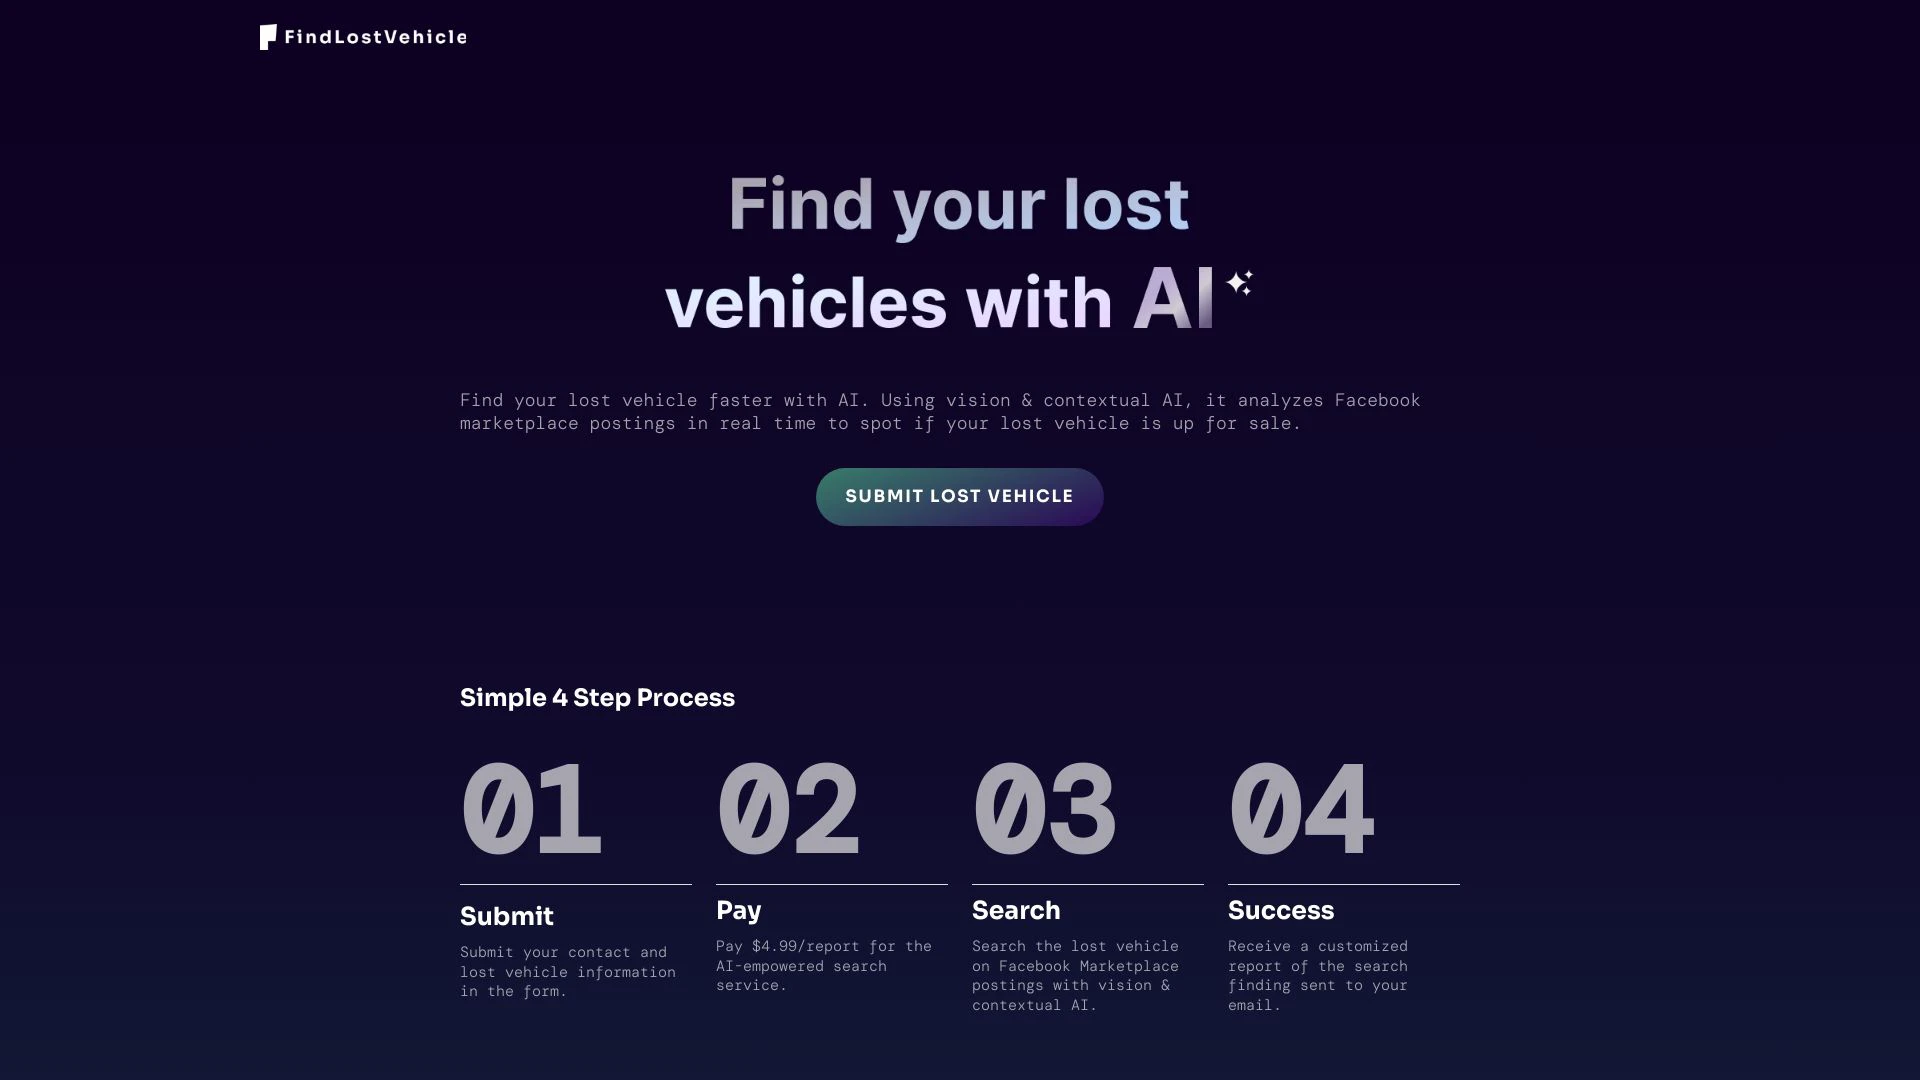 FindLostVehicle
Find your lost
vehicles with AI
Find your lost vehicle faster with AI. Using vision & contextual AI, it analyzes Facebook
marketplace postings in real time to spot if your lost vehicle is up for sale.
SUBMIT LOST VEHICLE
Simple 4 Step Process
01
Submit
Submit your contact and
lost vehicle information
in the form.
02
Pay
Pay $4.99/report for the
AI-empowered search
service.
03
Search
Search the lost vehicle
on Facebook Marketplace
postings with vision &
contextual AI.
04
Success
Receive a customized
report of the search
finding sent to your
email.